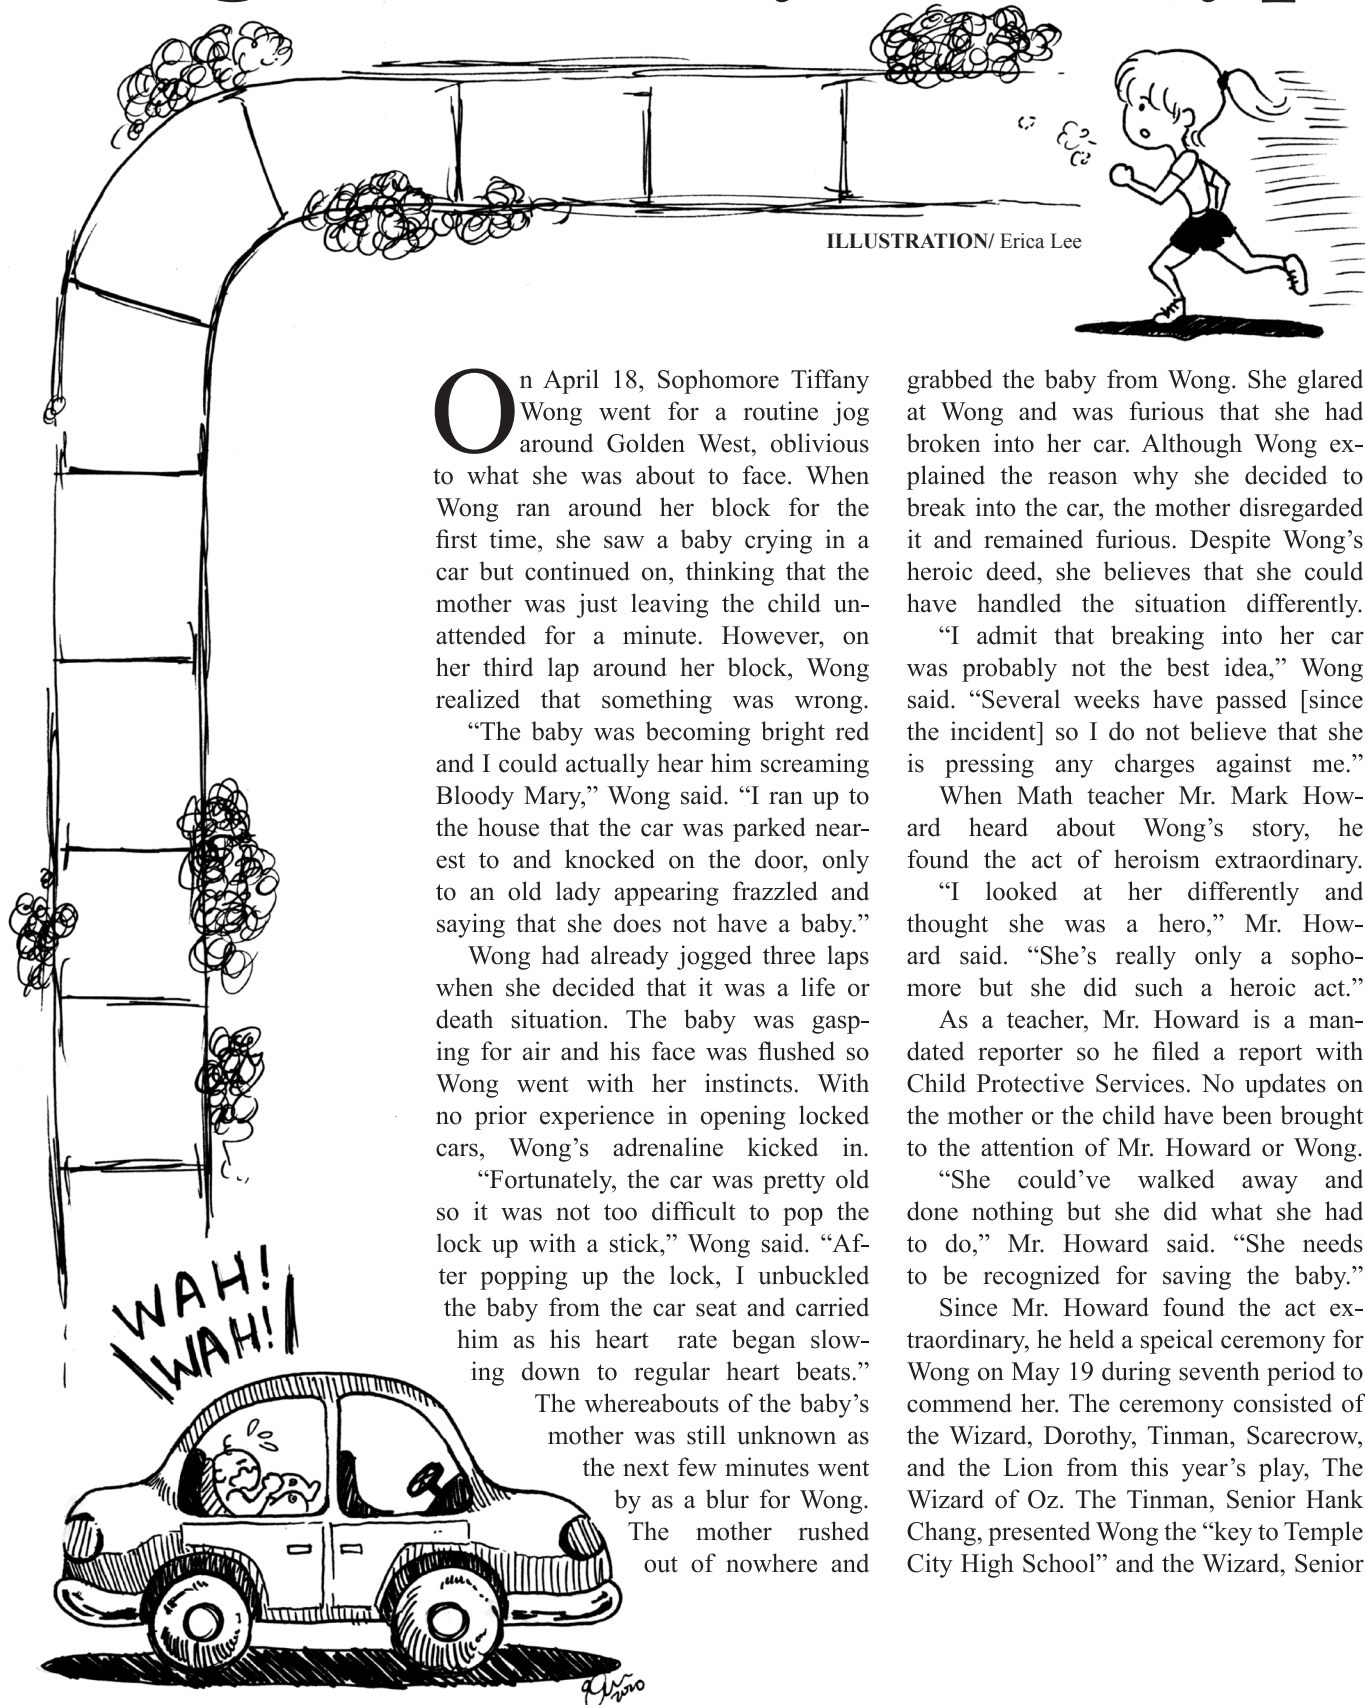 ILLUSTRATION/ Erica Lee
On April 18, Sophomore Tiffany
Wong went for a routine jog
around Golden West, oblivious
to what she was about to face. When
Wong ran around her block for the
first time, she saw a baby crying in a
car but continued on, thinking that the
mother was just leaving the child un-
attended for a minute. However, on
her third lap around her block, Wong
realized that something was wrong.
“The baby was becoming bright red
and I could actually hear him screaming
Bloody Mary,” Wong said. “I ran up to
the house that the car was parked near-
est to and knocked on the door, only
to an old lady appearing frazzled and
saying that she does not have a baby.”
Wong had already jogged three laps
when she decided that it was a life or
death situation. The baby was gasp-
ing for air and his face was flushed so
Wong went with her instincts. With
no prior experience in opening locked
cars, Wong’s adrenaline kicked in.
“Fortunately, the car was pretty old
so it was not too difficult to pop the
lock up with a stick,” Wong said. “Af-
ter popping up the lock, I unbuckled
the baby from the car seat and carried
him as his heart rate began slow-
ing down to regular heart beats.”
The whereabouts of the baby’s
mother was still unknown as
the next few minutes went
by as a blur for Wong.
The mother rushed
out of nowhere and
grabbed the baby from Wong. She glared
at Wong and was furious that she had
broken into her car. Although Wong ex-
plained the reason why she decided to
break into the car, the mother disregarded
it and remained furious. Despite Wong’s
heroic deed, she believes that she could
have handled the situation differently.
“I admit that breaking into her car
was probably not the best idea,” Wong
said. “Several weeks have passed [since
the incident] so I do not believe that she
is pressing any charges against me.”
When Math teacher Mr. Mark How-
ard heard about Wong’s story, he
found the act of heroism extraordinary.
“I looked at her differently and
thought she was a hero,” Mr. How-
ard said. “She’s really only a sopho-
more but she did such a heroic act.”
As a teacher, Mr. Howard is a man-
dated reporter so he filed a report with
Child Protective Services. No updates on
the mother or the child have been brought
to the attention of Mr. Howard or Wong.
“She could’ve walked away and
done nothing but she did what she had
to do,” Mr. Howard said. “She needs
to be recognized for saving the baby.”
Since Mr. Howard found the act ex-
traordinary, he held a speical ceremony for
Wong on May 19 during seventh period to
commend her. The ceremony consisted of
the Wizard, Dorothy, Tinman, Scarecrow,
and the Lion from this year’s play, The
Wizard of Oz. The Tinman, Senior Hank
Chang, presented Wong the “key to Temple
City High School” and the Wizard, Senior
WAH!
WAH!
2010